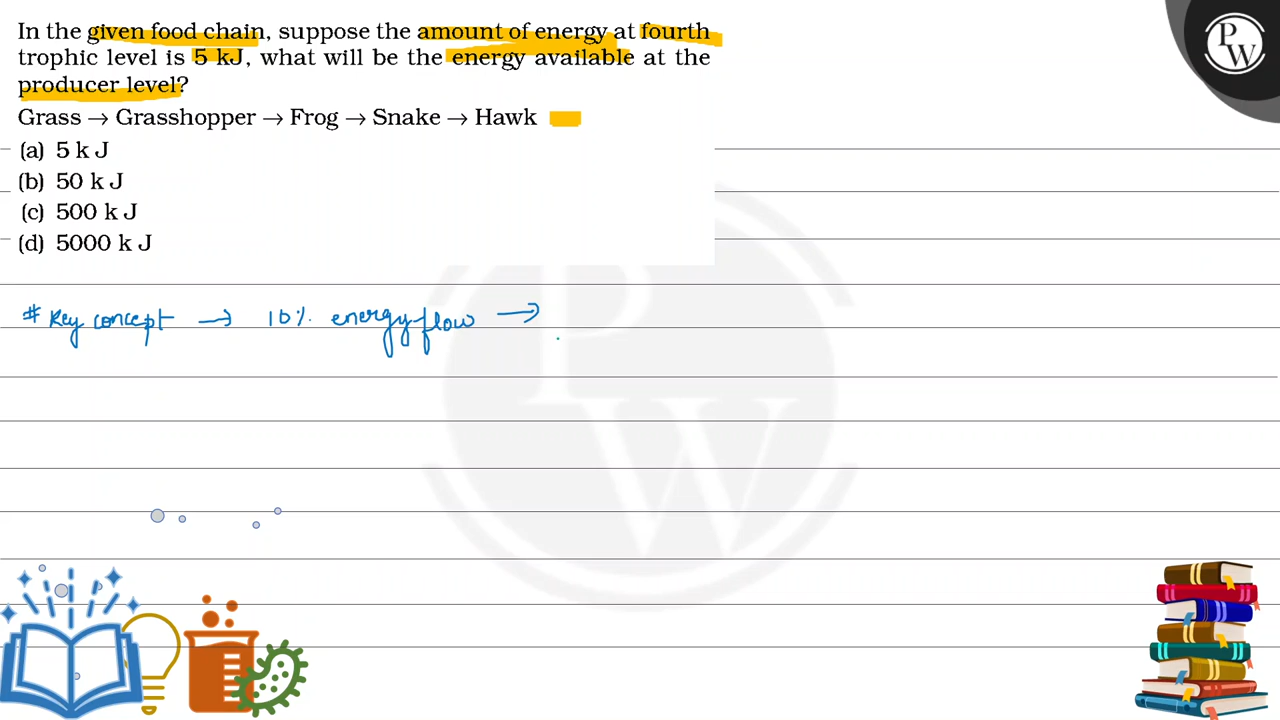 In the given food chain, suppose the amount of energy at fourth
trophic level is 5 kJ, what will be the energy available at the
producer level?
Grass → Grasshopper → Frog → Snake → Hawk
(a) 5 k J
(b) 50 k J
(c) 500 k J
(d) 5000 k J
# Key concept → 10% energy flow →
PW
PW